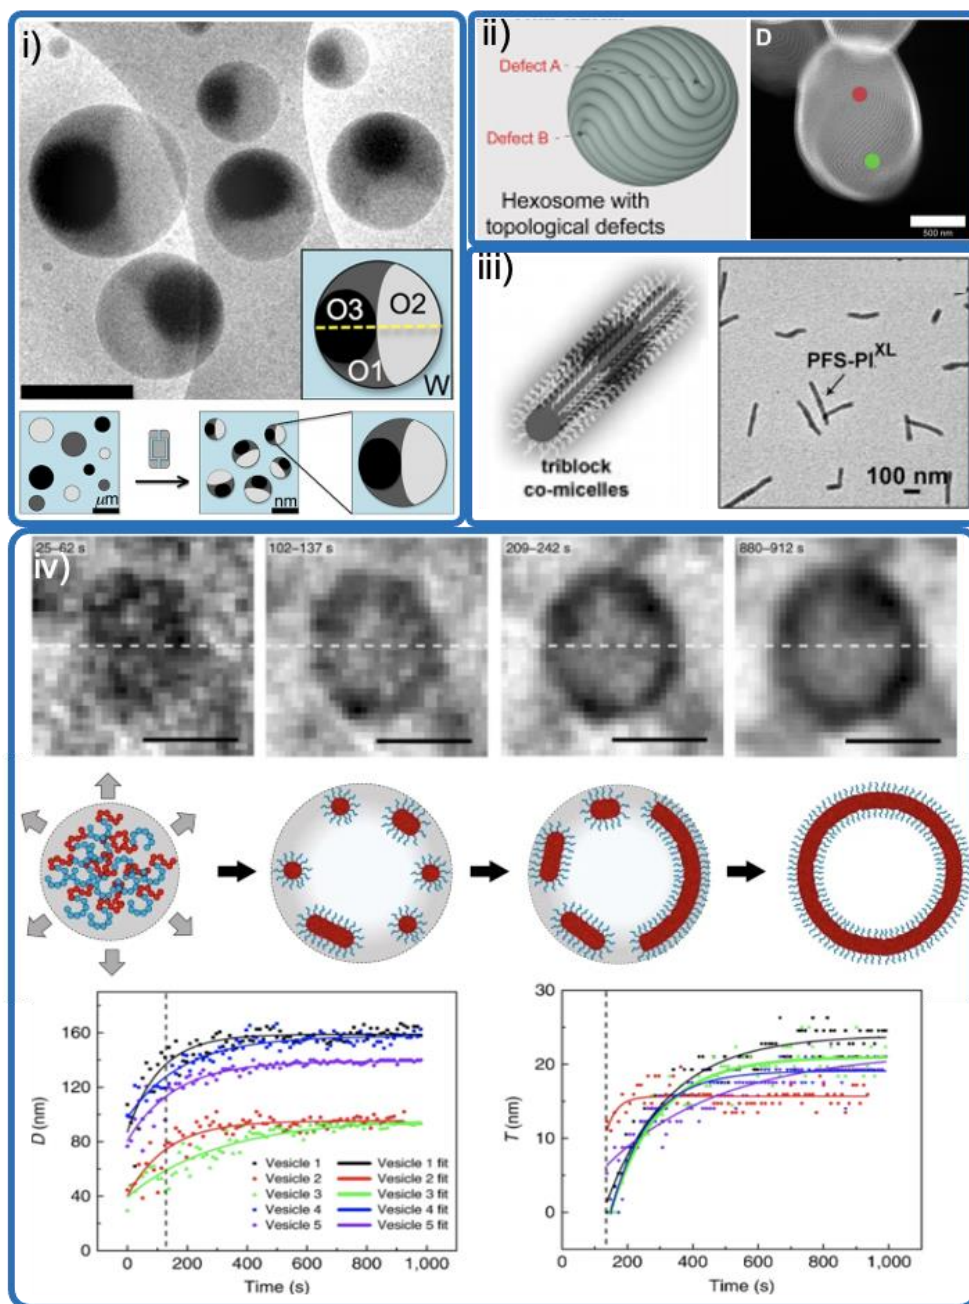 i)
O3
O2
O1
W
μm
nm
ii)
Defect A
Defect B
Hexosome with
topological defects
D
500 nm
iii)
triblock
co-micelles
PFS-PI^XL
100 nm
iv)
25–62 s
102–137 s
209–242 s
880–912 s
D (nm)
160
120
80
40
0
0 200 400 600 800 1,000
Time (s)
Vesicle 1 Vesicle 1 fit
Vesicle 2 Vesicle 2 fit
Vesicle 3 Vesicle 3 fit
Vesicle 4 Vesicle 4 fit
Vesicle 5 Vesicle 5 fit
T (nm)
30
20
10
0
200 400 600 800 1,000
Time (s)